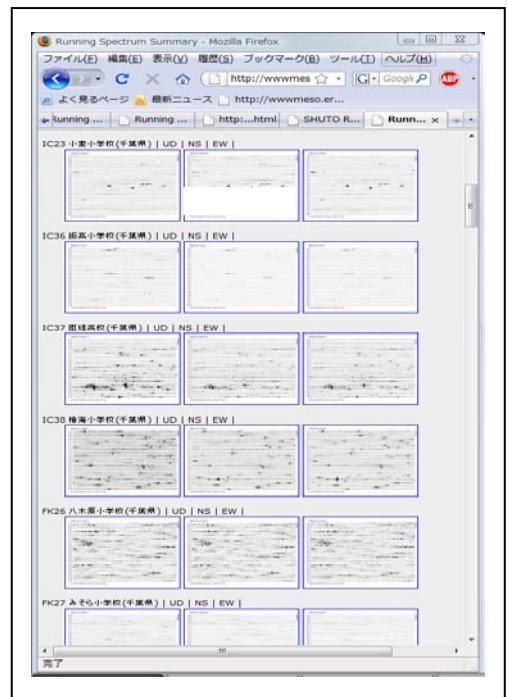 Running Spectrum Summary - Mozilla Firefox
ファイル(F) 編集(E) 表示(V) 履歴(S) ブックマーク(B) ツール(T) ヘルプ(H)
http://wwwmes Google ABP
よく見るページ 最新ニュース http://wwwmeso.er...
Running ... Running ... http:...html SHUTO R... Runn...
IC23 小室小学校(千葉県) | UD | NS | EW |
IC36 小学校(千葉県) | UD | NS | EW |
IC37 高校(千葉県) | UD | NS | EW |
IC38 小学校(千葉県) | UD | NS | EW |
FK26 八木原小学校(千葉県) | UD | NS | EW |
FK27 みそら小学校(千葉県) | UD | NS | EW |
完了